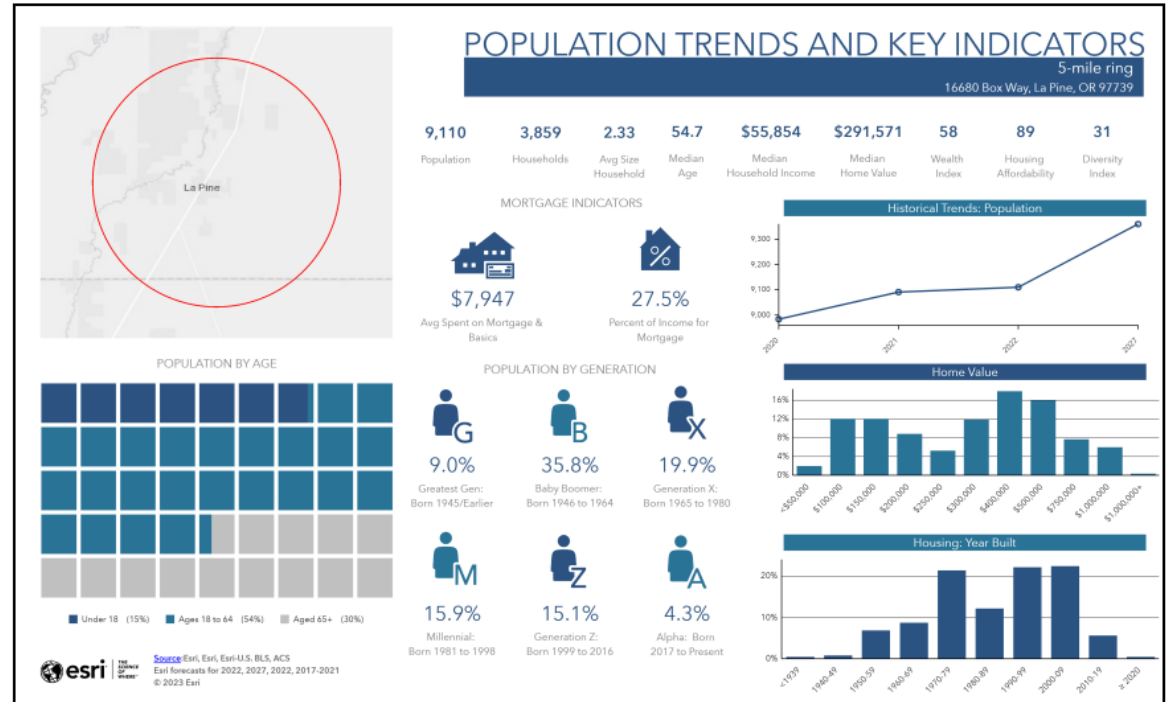 POPULATION TRENDS AND KEY INDICATORS
5-mile ring
16680 Box Way, La Pine, OR 97739
La Pine
9,110
Population
3,859
Households
2.33
Avg Size
Household
54.7
Median
Age
$55,854
Median
Household Income
$291,571
Median
Home Value
58
Wealth
Index
89
Housing
Affordability
31
Diversity
Index
MORTGAGE INDICATORS
$7,947
Avg Spent on Mortgage &
Basics
%
27.5%
Percent of Income for
Mortgage
Historical Trends: Population
9,300
9,200
9,100
9,000
2020
2021
2022
2027
POPULATION BY AGE
Under 18 (15%)
Ages 18 to 64 (54%)
Aged 65+ (30%)
POPULATION BY GENERATION
G
9.0%
Greatest Gen:
Born 1945/Earlier
B
35.8%
Baby Boomer:
Born 1946 to 1964
X
19.9%
Generation X:
Born 1965 to 1980
M
15.9%
Millennial:
Born 1981 to 1998
Z
15.1%
Generation Z:
Born 1999 to 2016
A
4.3%
Alpha: Born
2017 to Present
Home Value
16%
12%
8%
4%
0%
<$50,000
$100,000
$150,000
$200,000
$250,000
$300,000
$400,000
$500,000
$750,000
$1,000,000
$1,000,000+
Housing: Year Built
20%
10%
0%
<1939
1940-49
1950-59
1960-69
1970-79
1980-89
1990-99
2000-09
2010-19
≥ 2020
esri
THE
SCIENCE
OF
WHERE™
Source:Esri, Esri, Esri-U.S. BLS, ACS
Esri forecasts for 2022, 2027, 2022, 2017-2021
© 2023 Esri